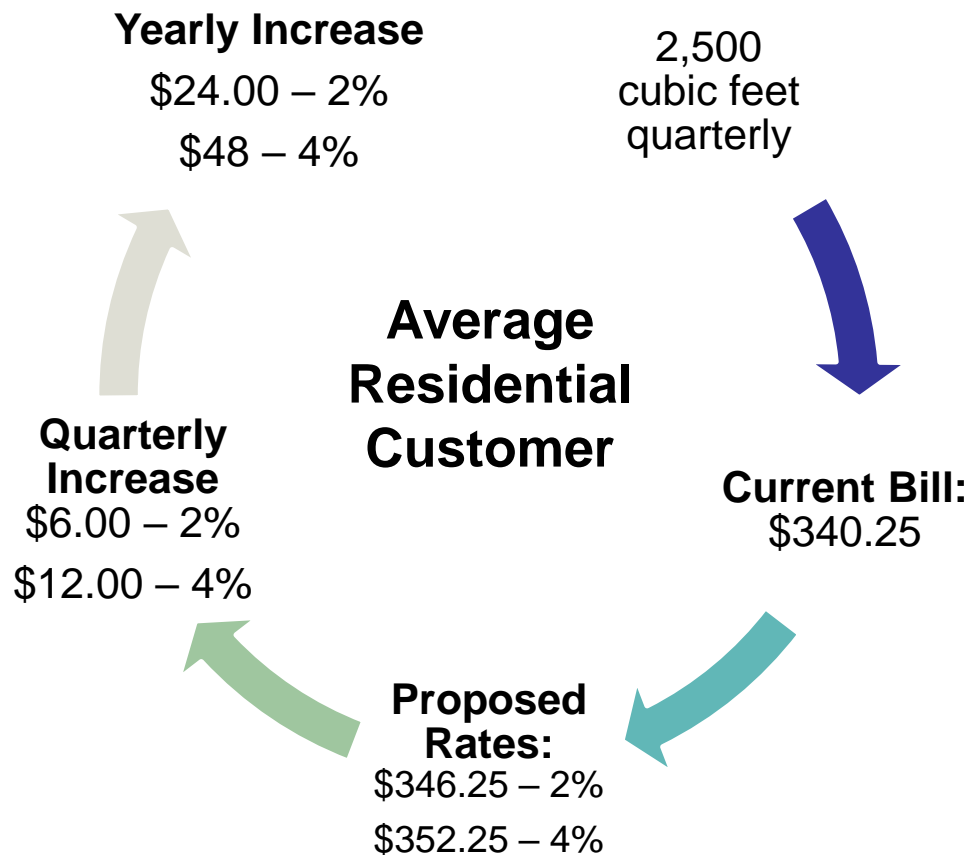 Yearly Increase
$24.00 – 2%
$48 – 4%
2,500
cubic feet
quarterly
Average
Residential
Customer
Quarterly
Increase
$6.00 – 2%
$12.00 – 4%
Current Bill:
$340.25
Proposed
Rates:
$346.25 – 2%
$352.25 – 4%